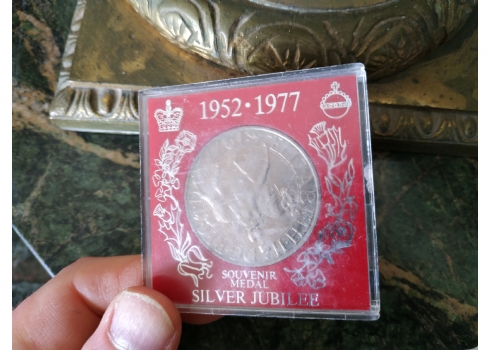 1952 · 1977
SOUVENIR
MEDAL
SILVER JUBILEE